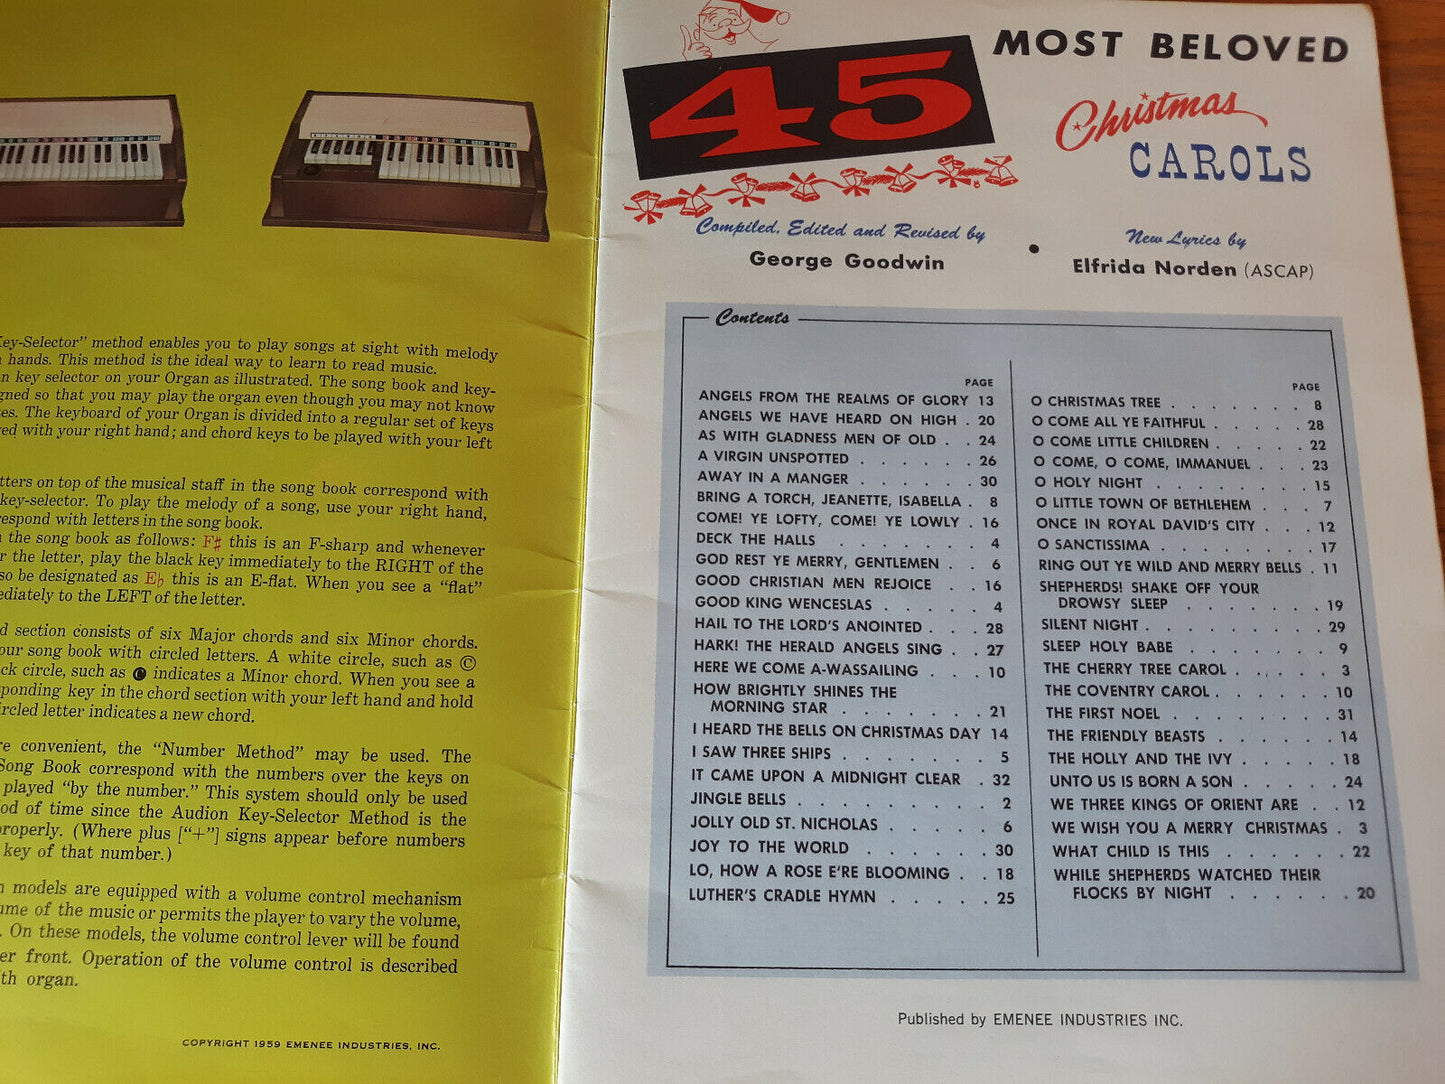 Key-Selector" method enables you to play songs at sight with melody
hands. This method is the ideal way to learn to read music.
n key selector on your Organ as illustrated. The song book and key-
gned so that you may play the organ even though you may not know
es. The keyboard of your Organ is divided into a regular set of keys
ed with your right hand; and chord keys to be played with your left
tters on top of the musical staff in the song book correspond with
key-selector. To play the melody of a song, use your right hand,
respond with letters in the song book.
the song book as follows: F♯ this is an F-sharp and whenever
r the letter, play the black key immediately to the RIGHT of the
so be designated as E♭ this is an E-flat. When you see a "flat"
ediately to the LEFT of the letter.
d section consists of six Major chords and six Minor chords.
our song book with circled letters. A white circle, such as Ⓒ
ck circle, such as indicates a Minor chord. When you see a
sponding key in the chord section with your left hand and hold
ircled letter indicates a new chord.
re convenient, the "Number Method" may be used. The
Song Book correspond with the numbers over the keys on
played "by the number." This system should only be used
od of time since the Audion Key-Selector Method is the
properly. (Where plus ["+"] signs appear before numbers
key of that number.)
n models are equipped with a volume control mechanism
ume of the music or permits the player to vary the volume,
. On these models, the volume control lever will be found
er front. Operation of the volume control is described
th organ.
COPYRIGHT 1959 EMENEE INDUSTRIES, INC.
45 MOST BELOVED
Christmas
CAROLS
Compiled, Edited and Revised by
George Goodwin
•
New Lyrics by
Elfrida Norden (ASCAP)
Contents
PAGE
ANGELS FROM THE REALMS OF GLORY 13
ANGELS WE HAVE HEARD ON HIGH . 20
AS WITH GLADNESS MEN OF OLD . . 24
A VIRGIN UNSPOTTED . . . . . . 26
AWAY IN A MANGER . . . . . . 30
BRING A TORCH, JEANETTE, ISABELLA . 8
COME! YE LOFTY, COME! YE LOWLY . 16
DECK THE HALLS . . . . . . . 4
GOD REST YE MERRY, GENTLEMEN . . 6
GOOD CHRISTIAN MEN REJOICE . . 16
GOOD KING WENCESLAS . . . . . 4
HAIL TO THE LORD'S ANOINTED . . . 28
HARK! THE HERALD ANGELS SING . . 27
HERE WE COME A-WASSAILING . . . 10
HOW BRIGHTLY SHINES THE
MORNING STAR . . . . . . . 21
I HEARD THE BELLS ON CHRISTMAS DAY 14
I SAW THREE SHIPS . . . . . . . 5
IT CAME UPON A MIDNIGHT CLEAR . 32
JINGLE BELLS . . . . . . . . . 2
JOLLY OLD ST. NICHOLAS . . . . . 6
JOY TO THE WORLD . . . . . . 30
LO, HOW A ROSE E'RE BLOOMING . . 18
LUTHER'S CRADLE HYMN . . . . . 25
PAGE
O CHRISTMAS TREE . . . . . . . 8
O COME ALL YE FAITHFUL . . . . . 28
O COME LITTLE CHILDREN . . . . . 22
O COME, O COME, IMMANUEL . . . 23
O HOLY NIGHT . . . . . . . . 15
O LITTLE TOWN OF BETHLEHEM . . . 7
ONCE IN ROYAL DAVID'S CITY . . . 12
O SANCTISSIMA . . . . . . . . 17
RING OUT YE WILD AND MERRY BELLS . 11
SHEPHERDS! SHAKE OFF YOUR
DROWSY SLEEP . . . . . . . 19
SILENT NIGHT . . . . . . . . . 29
SLEEP HOLY BABE . . . . . . . 9
THE CHERRY TREE CAROL . . . . . 3
THE COVENTRY CAROL . . . . . . 10
THE FIRST NOEL . . . . . . . . 31
THE FRIENDLY BEASTS . . . . . . 14
THE HOLLY AND THE IVY . . . . . 18
UNTO US IS BORN A SON . . . . . 24
WE THREE KINGS OF ORIENT ARE . . 12
WE WISH YOU A MERRY CHRISTMAS . 3
WHAT CHILD IS THIS . . . . . . 22
WHILE SHEPHERDS WATCHED THEIR
FLOCKS BY NIGHT . . . . . . 20
Published by EMENEE INDUSTRIES INC.